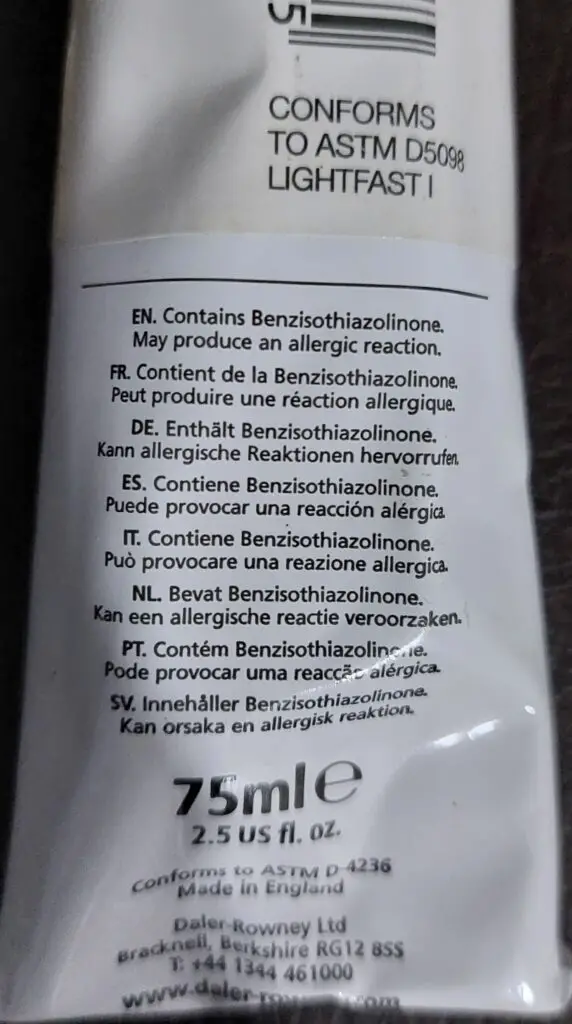 5
CONFORMS
TO ASTM D5098
LIGHTFAST I
EN. Contains Benzisothiazolinone.
May produce an allergic reaction.
FR. Contient de la Benzisothiazolinone.
Peut produire une réaction allergique.
DE. Enthält Benzisothiazolinone.
Kann allergische Reaktionen hervorrufen.
ES. Contiene Benzisothiazolinone.
Puede provocar una reacción alérgica.
IT. Contiene Benzisothiazolinone.
Può provocare una reazione allergica.
NL. Bevat Benzisothiazolinone.
Kan een allergische reactie veroorzaken.
PT. Contém Benzisothiazolinone.
Pode provocar uma reacção alérgica.
SV. Innehåller Benzisothiazolinone.
Kan orsaka en allergisk reaktion.
75ml e
2.5 US fl. oz.
Conforms to ASTM D-4236
Made in England
Daler-Rowney Ltd
Bracknell, Berkshire RG12 8SS
T: +44 1344 461000